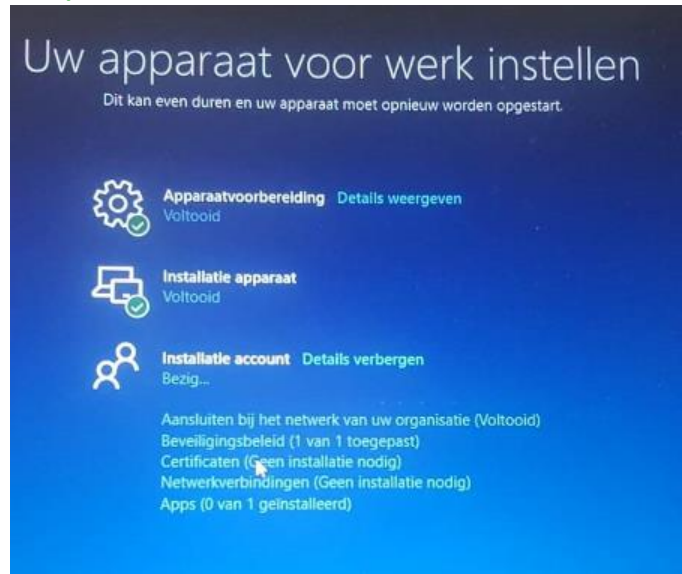 Uw apparaat voor werk instellen
Dit kan even duren en uw apparaat moet opnieuw worden opgestart.
Apparaatvoorbereiding Details weergeven
Voltooid
Installatie apparaat
Voltooid
Installatie account Details verbergen
Bezig...
Aansluiten bij het netwerk van uw organisatie (Voltooid)
Beveiligingsbeleid (1 van 1 toegepast)
Certificaten (Geen installatie nodig)
Netwerkverbindingen (Geen installatie nodig)
Apps (0 van 1 geïnstalleerd)